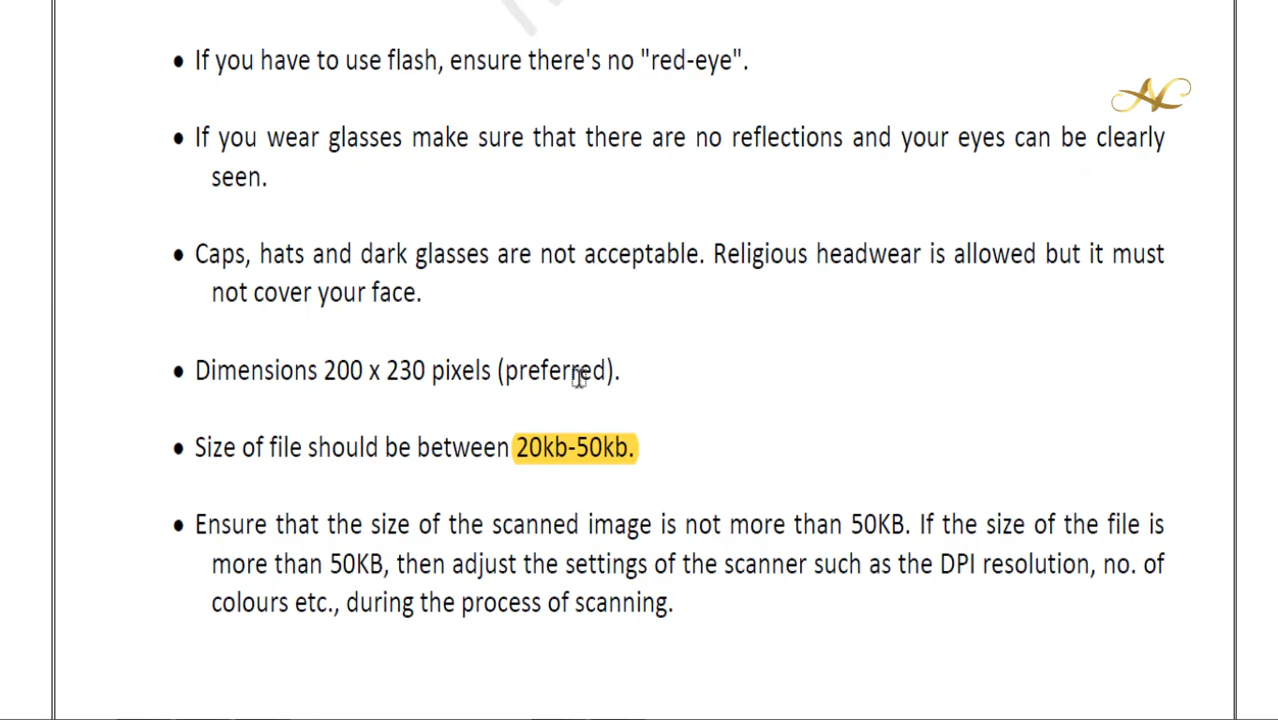 • If you have to use flash, ensure there's no "red-eye".
• If you wear glasses make sure that there are no reflections and your eyes can be clearly
seen.
• Caps, hats and dark glasses are not acceptable. Religious headwear is allowed but it must
not cover your face.
• Dimensions 200 x 230 pixels (preferred).
• Size of file should be between 20kb-50kb.
• Ensure that the size of the scanned image is not more than 50KB. If the size of the file is
more than 50KB, then adjust the settings of the scanner such as the DPI resolution, no. of
colours etc., during the process of scanning.